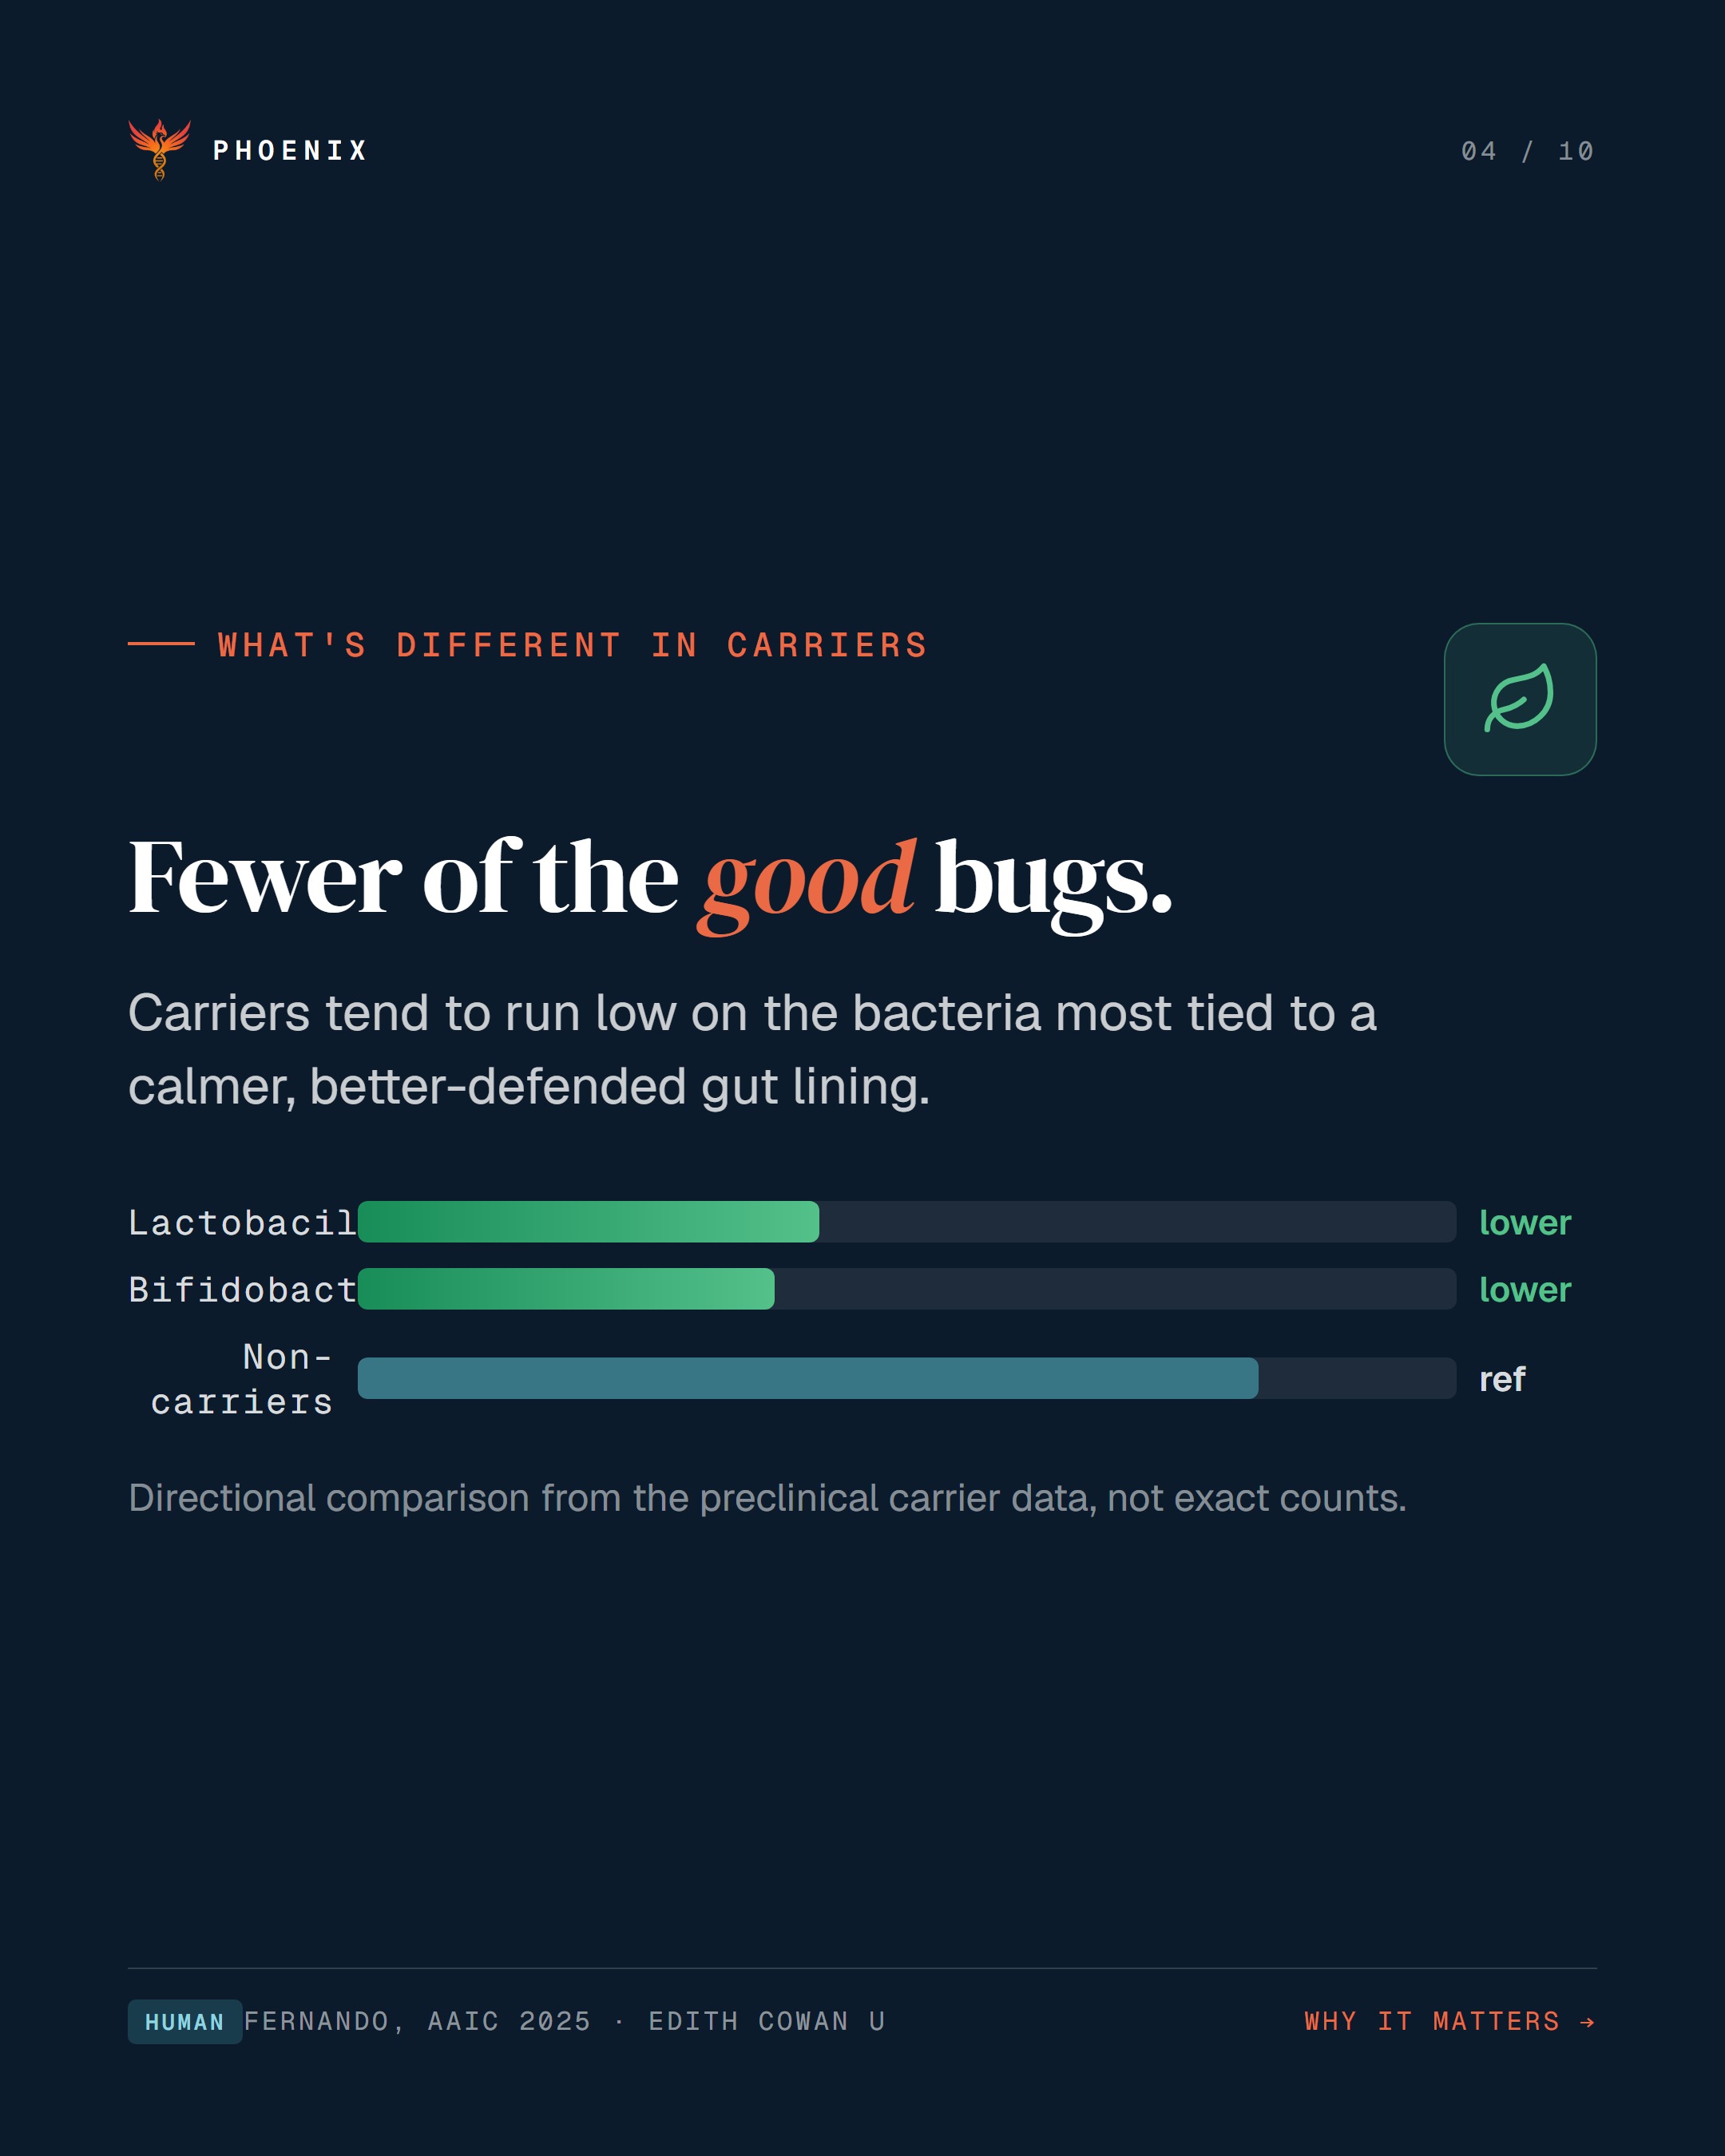 PHOENIX
04 / 10
WHAT'S DIFFERENT IN CARRIERS
Fewer of the good bugs.
Carriers tend to run low on the bacteria most tied to a
calmer, better-defended gut lining.
Lactobacil
lower
Bifidobact
lower
Non-
carriers
ref
Directional comparison from the preclinical carrier data, not exact counts.
HUMAN FERNANDO, AAIC 2025 · EDITH COWAN U
WHY IT MATTERS →